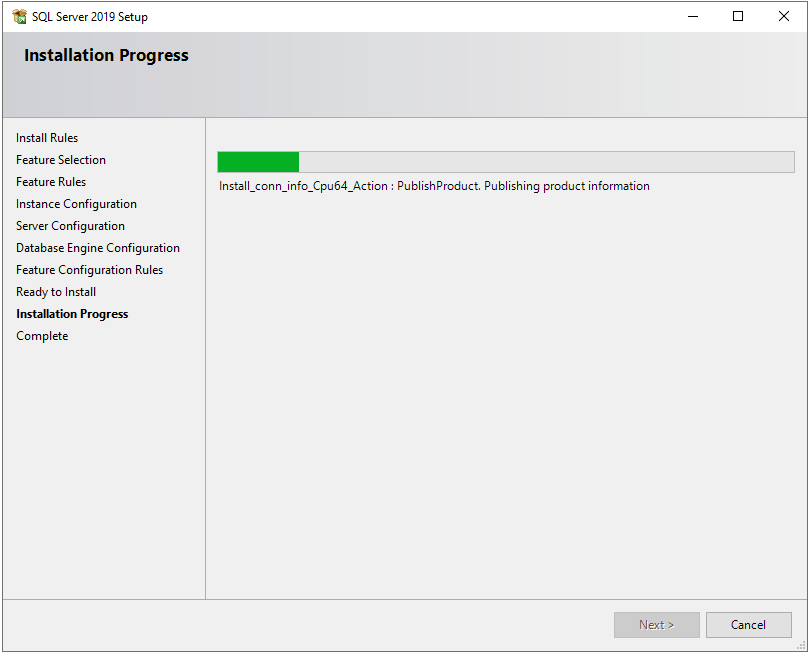 SQL Server 2019 Setup
Installation Progress
Install Rules
Feature Selection
Feature Rules
Instance Configuration
Server Configuration
Database Engine Configuration
Feature Configuration Rules
Ready to Install
Installation Progress
Complete
Install_conn_info_Cpu64_Action : PublishProduct. Publishing product information
Next >
Cancel